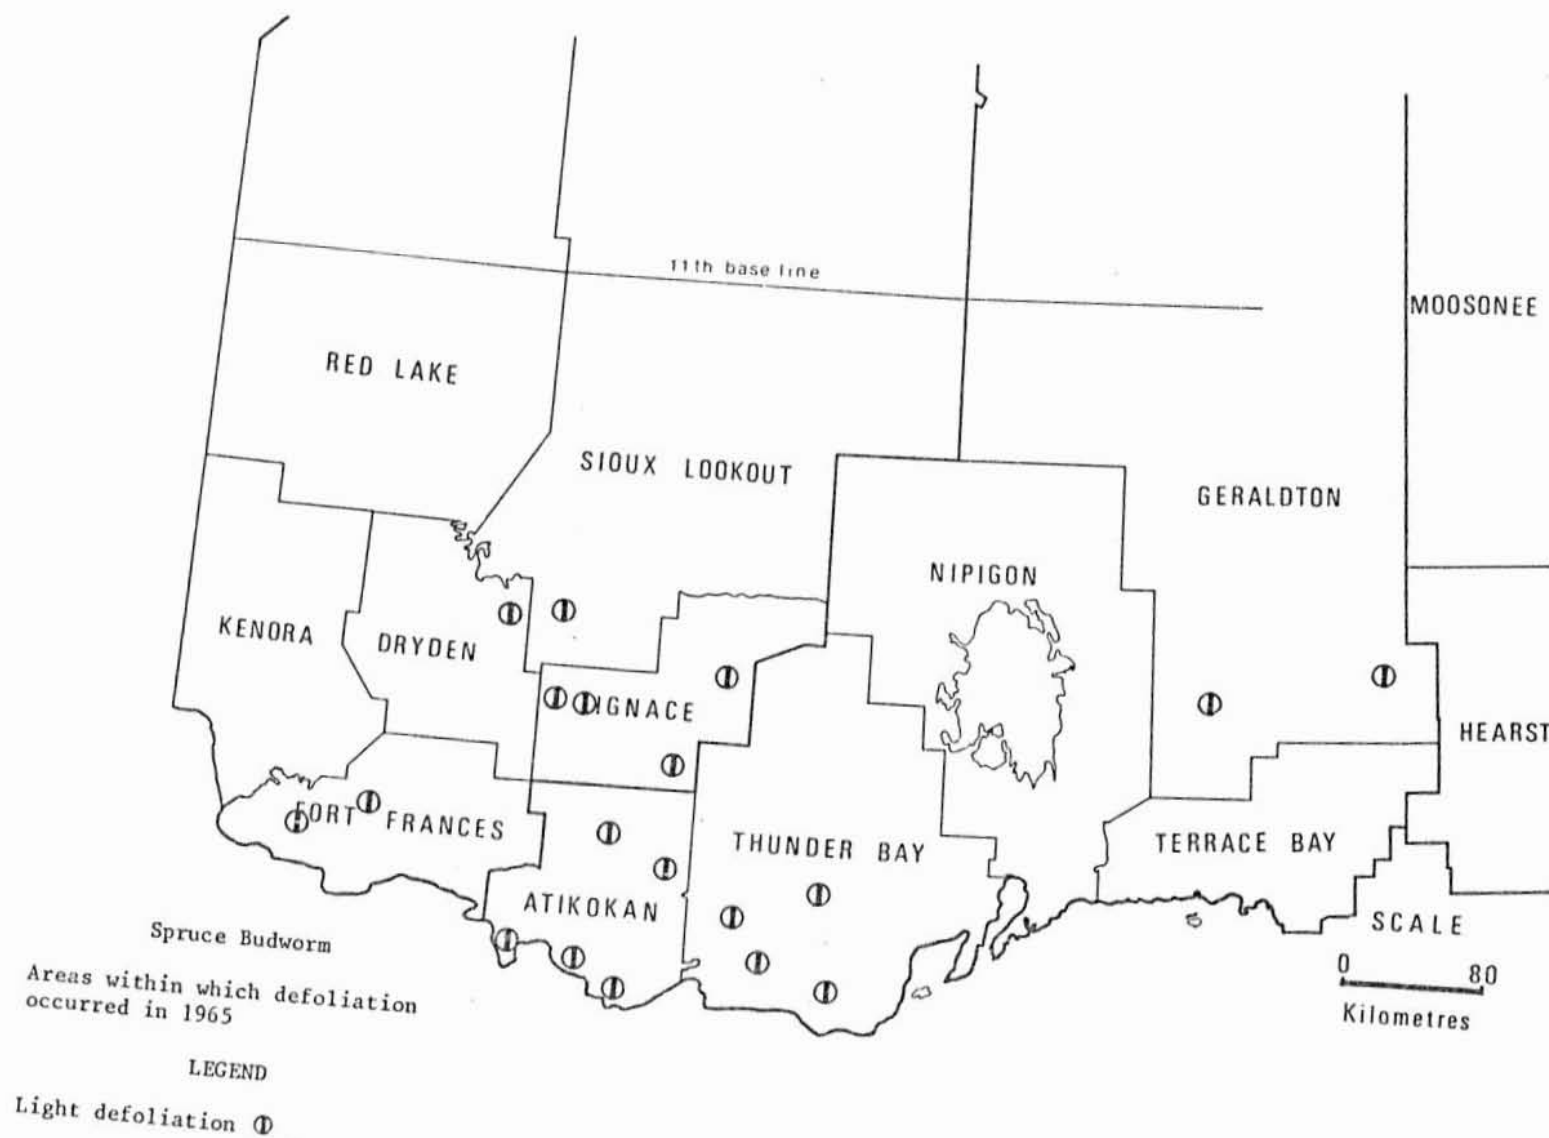 11th base line
MOOSONEE
RED LAKE
SIOUX LOOKOUT
GERALDTON
NIPIGON
KENORA
DRYDEN
IGNACE
HEARST
FORT FRANCES
THUNDER BAY
TERRACE BAY
ATIKOKAN
SCALE
0 80
Kilometres
Spruce Budworm
Areas within which defoliation
occurred in 1965
LEGEND
Light defoliation